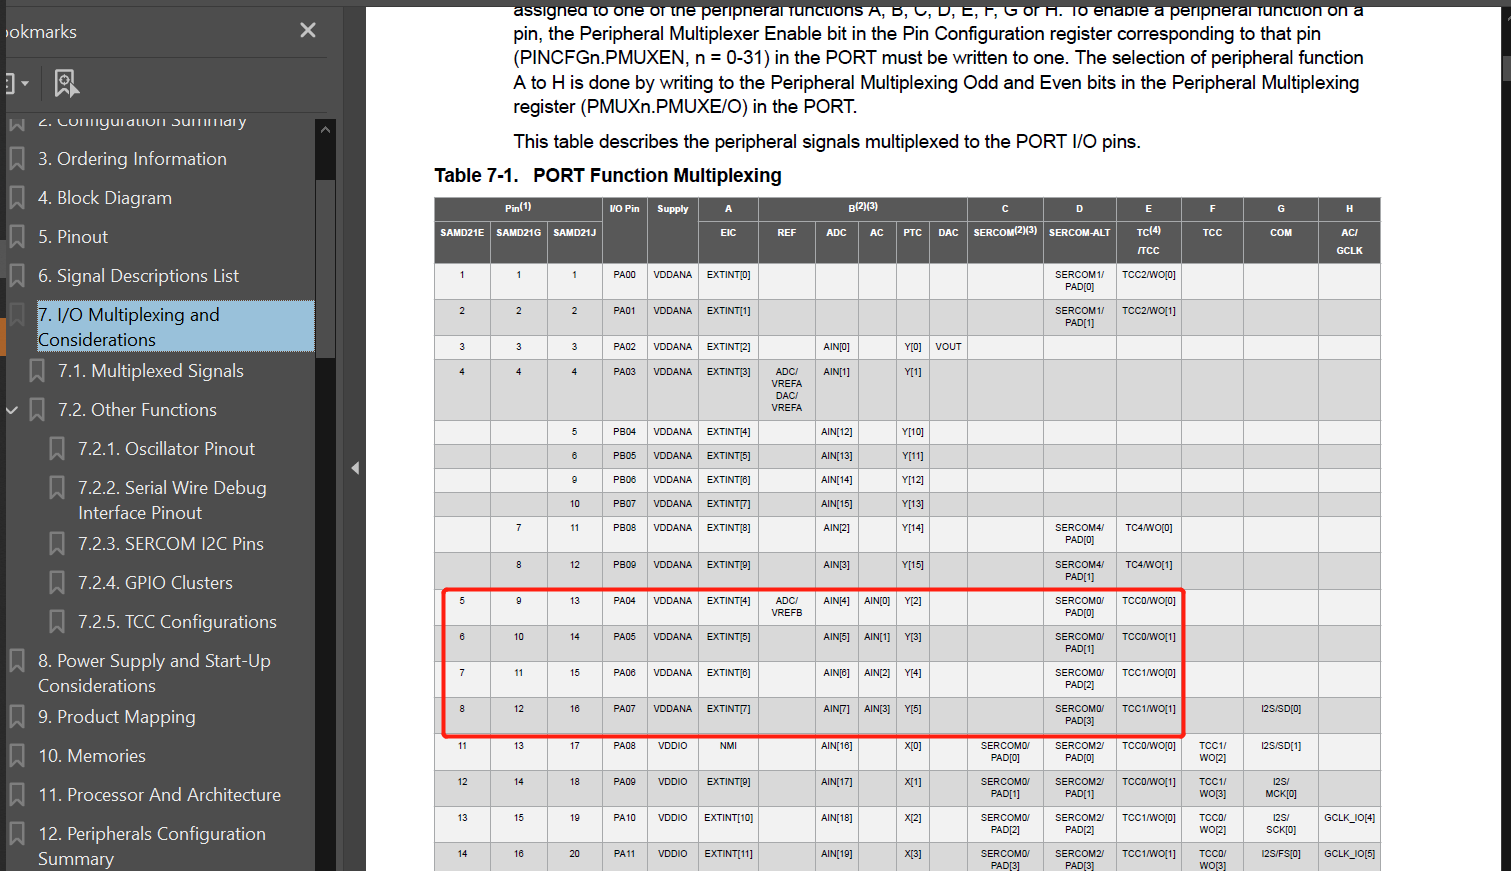 ookmarks
2. Configuration Summary
3. Ordering Information
4. Block Diagram
5. Pinout
6. Signal Descriptions List
7. I/O Multiplexing and
Considerations
7.1. Multiplexed Signals
7.2. Other Functions
7.2.1. Oscillator Pinout
7.2.2. Serial Wire Debug
Interface Pinout
7.2.3. SERCOM I2C Pins
7.2.4. GPIO Clusters
7.2.5. TCC Configurations
8. Power Supply and Start-Up
Considerations
9. Product Mapping
10. Memories
11. Processor And Architecture
12. Peripherals Configuration
Summary
assigned to one of the peripheral functions A, B, C, D, E, F, G or H. To enable a peripheral function on a
pin, the Peripheral Multiplexer Enable bit in the Pin Configuration register corresponding to that pin
(PINCFGn.PMUXEN, n = 0-31) in the PORT must be written to one. The selection of peripheral function
A to H is done by writing to the Peripheral Multiplexing Odd and Even bits in the Peripheral Multiplexing
register (PMUXn.PMUXE/O) in the PORT.
This table describes the peripheral signals multiplexed to the PORT I/O pins.
Table 7-1. PORT Function Multiplexing
Pin(1) I/O Pin Supply A B(2)(3) C D E F G H
SAMD21E SAMD21G SAMD21J EIC REF ADC AC PTC DAC SERCOM(2)(3) SERCOM-ALT TC(4) /TCC TCC COM AC/ GCLK
1 1 1 PA00 VDDANA EXTINT[0] SERCOM1/ PAD[0] TCC2/WO[0]
2 2 2 PA01 VDDANA EXTINT[1] SERCOM1/ PAD[1] TCC2/WO[1]
3 3 3 PA02 VDDANA EXTINT[2] AIN[0] Y[0] VOUT
4 4 4 PA03 VDDANA EXTINT[3] ADC/ VREFA DAC/ VREFA AIN[1] Y[1]
5 PB04 VDDANA EXTINT[4] AIN[12] Y[10]
6 PB05 VDDANA EXTINT[5] AIN[13] Y[11]
9 PB06 VDDANA EXTINT[6] AIN[14] Y[12]
10 PB07 VDDANA EXTINT[7] AIN[15] Y[13]
7 11 PB08 VDDANA EXTINT[8] AIN[2] Y[14] SERCOM4/ PAD[0] TC4/WO[0]
8 12 PB09 VDDANA EXTINT[9] AIN[3] Y[15] SERCOM4/ PAD[1] TC4/WO[1]
5 9 13 PA04 VDDANA EXTINT[4] ADC/ VREFB AIN[4] AIN[0] Y[2] SERCOM0/ PAD[0] TCC0/WO[0]
6 10 14 PA05 VDDANA EXTINT[5] AIN[5] AIN[1] Y[3] SERCOM0/ PAD[1] TCC0/WO[1]
7 11 15 PA06 VDDANA EXTINT[6] AIN[6] AIN[2] Y[4] SERCOM0/ PAD[2] TCC1/WO[0]
8 12 16 PA07 VDDANA EXTINT[7] AIN[7] AIN[3] Y[5] SERCOM0/ PAD[3] TCC1/WO[1] I2S/SD[0]
11 13 17 PA08 VDDIO NMI AIN[16] X[0] SERCOM0/ PAD[0] SERCOM2/ PAD[0] TCC0/WO[0] TCC1/ WO[2] I2S/SD[1]
12 14 18 PA09 VDDIO EXTINT[9] AIN[17] X[1] SERCOM0/ PAD[1] SERCOM2/ PAD[1] TCC0/WO[1] TCC1/ WO[3] I2S/ MCK[0]
13 15 19 PA10 VDDIO EXTINT[10] AIN[18] X[2] SERCOM0/ PAD[2] SERCOM2/ PAD[2] TCC1/WO[0] TCC0/ WO[2] I2S/ SCK[0] GCLK_IO[4]
14 16 20 PA11 VDDIO EXTINT[11] AIN[19] X[3] SERCOM0/ PAD[3] SERCOM2/ PAD[3] TCC1/WO[1] TCC0/ WO[3] I2S/FS[0] GCLK_IO[5]